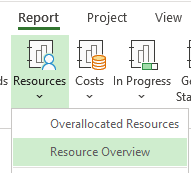 Report Project View
ds Resources Costs In Progress Ge
Sta
Overallocated Resources
Resource Overview